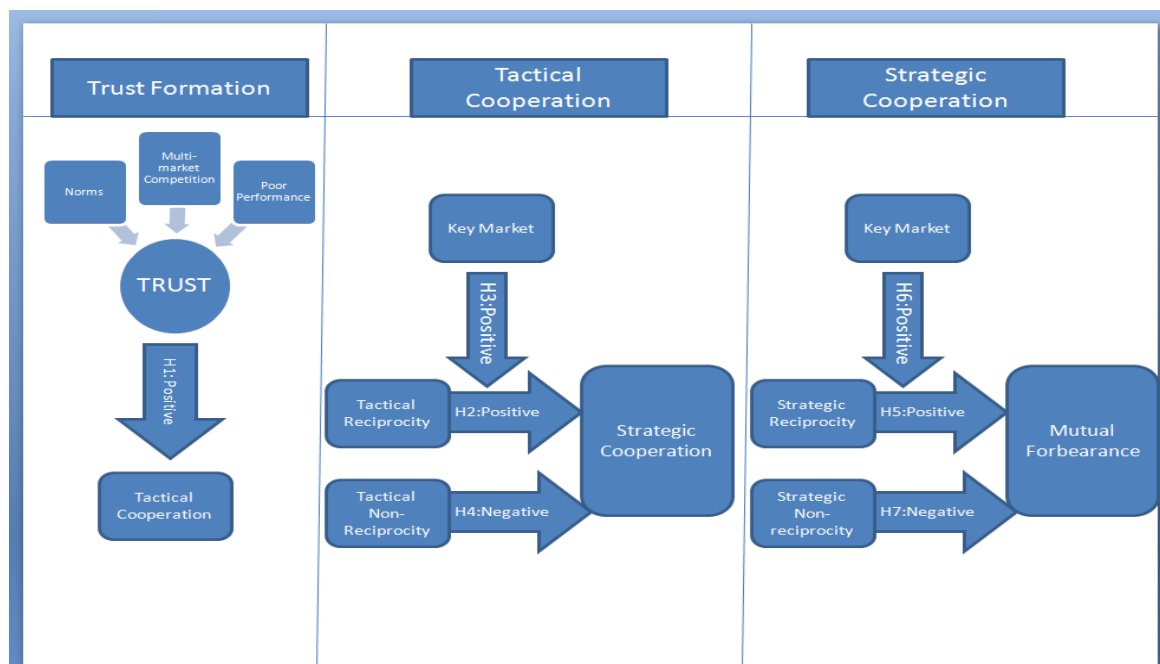 Trust Formation
Tactical
Cooperation
Strategic
Cooperation
Norms
Multi-
market
Competition
Poor
Performance
TRUST
H1:Positive
Tactical
Cooperation
Key Market
H3:Positive
Tactical
Reciprocity
H2:Positive
Strategic
Cooperation
Tactical
Non-
Reciprocity
H4:Negative
Key Market
H6:Positive
Strategic
Reciprocity
H5:Positive
Mutual
Forbearance
Strategic
Non-
reciprocity
H7:Negative